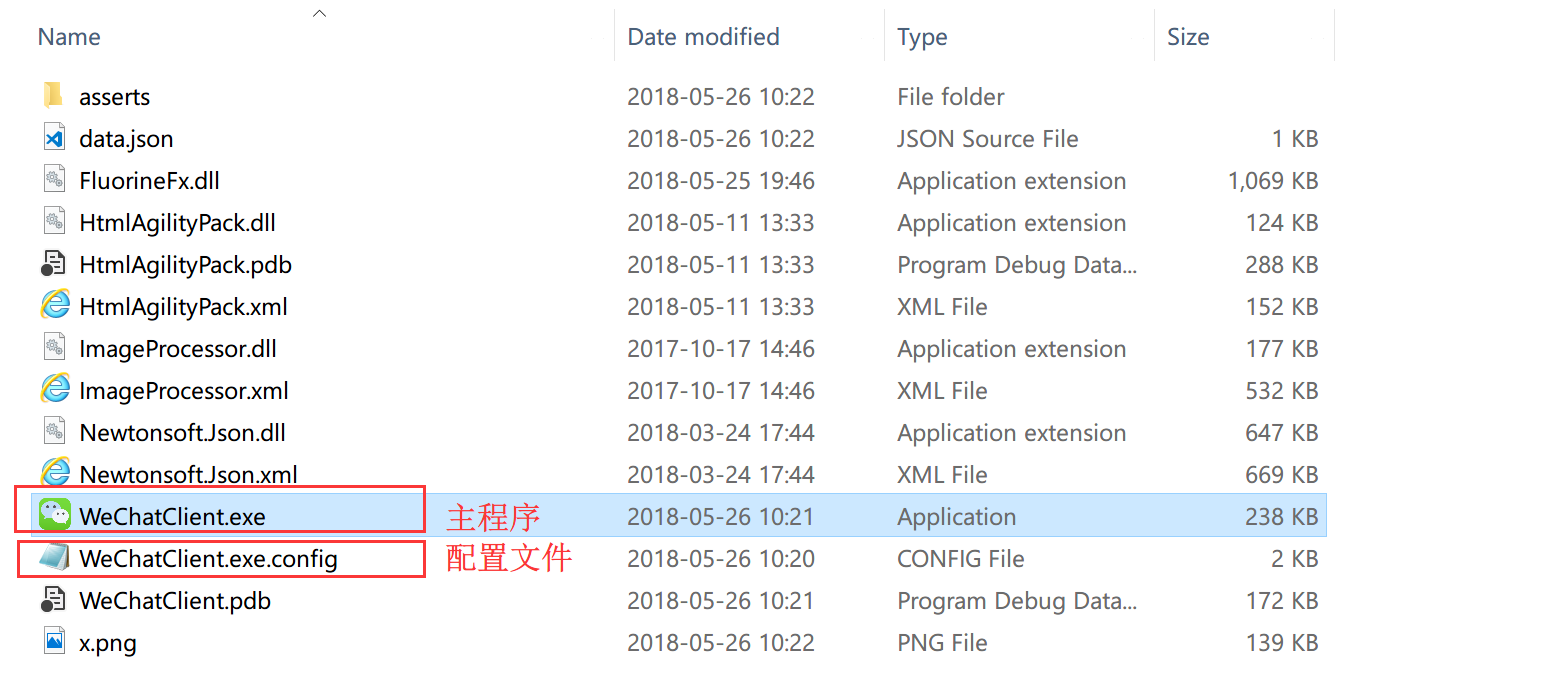 Name Date modified Type Size
asserts 2018-05-26 10:22 File folder
data.json 2018-05-26 10:22 JSON Source File 1 KB
FluorineFx.dll 2018-05-25 19:46 Application extension 1,069 KB
HtmlAgilityPack.dll 2018-05-11 13:33 Application extension 124 KB
HtmlAgilityPack.pdb 2018-05-11 13:33 Program Debug Data... 288 KB
HtmlAgilityPack.xml 2018-05-11 13:33 XML File 152 KB
ImageProcessor.dll 2017-10-17 14:46 Application extension 177 KB
ImageProcessor.xml 2017-10-17 14:46 XML File 532 KB
Newtonsoft.Json.dll 2018-03-24 17:44 Application extension 647 KB
Newtonsoft.Json.xml 2018-03-24 17:44 XML File 669 KB
WeChatClient.exe 主程序 2018-05-26 10:21 Application 238 KB
WeChatClient.exe.config 配置文件 2018-05-26 10:20 CONFIG File 2 KB
WeChatClient.pdb 2018-05-26 10:21 Program Debug Data... 172 KB
x.png 2018-05-26 10:22 PNG File 139 KB